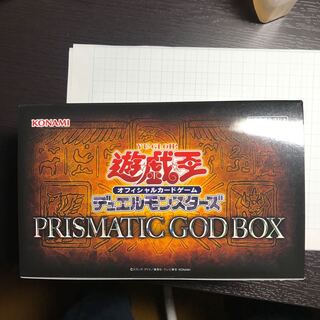 KONAMI
YU-GI-OH!
遊戯王
オフィシャルカードゲーム
デュエルモンスターズ
PRISMATIC GOD BOX